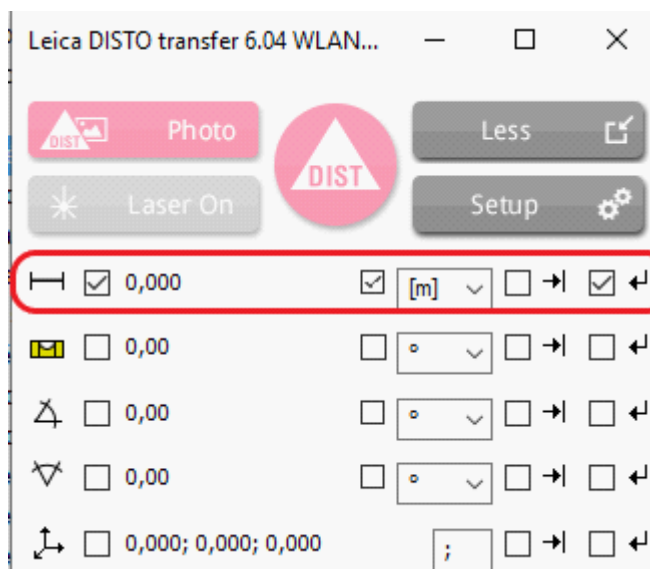 Leica DISTO transfer 6.04 WLAN...
DIST Photo
DIST
Less
Laser On
Setup
0,000 [m]
0,00 °
0,00 °
0,00 °
0,000; 0,000; 0,000 ;